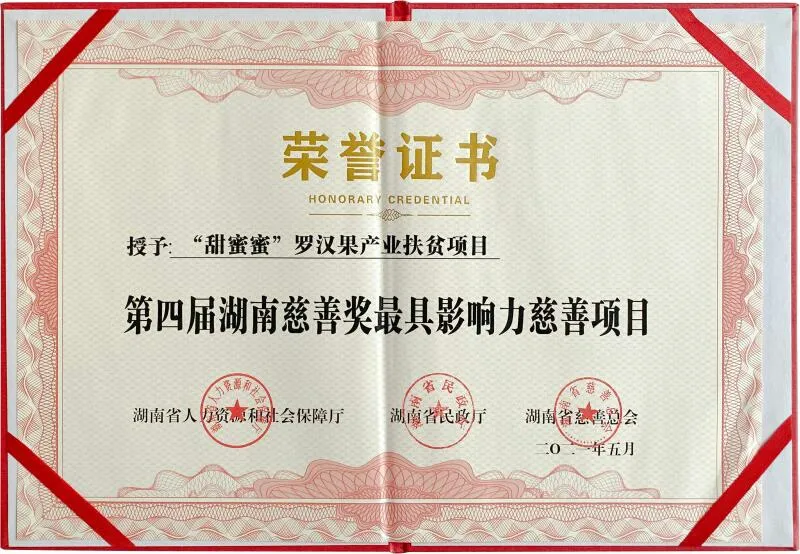 荣誉证书
HONORARY CREDENTIAL
授予：“甜蜜蜜”罗汉果产业扶贫项目
第四届湖南慈善奖最具影响力慈善项目
湖南省人力资源和社会保障厅 湖南省民政厅 湖南省慈善总会
二〇二一年五月